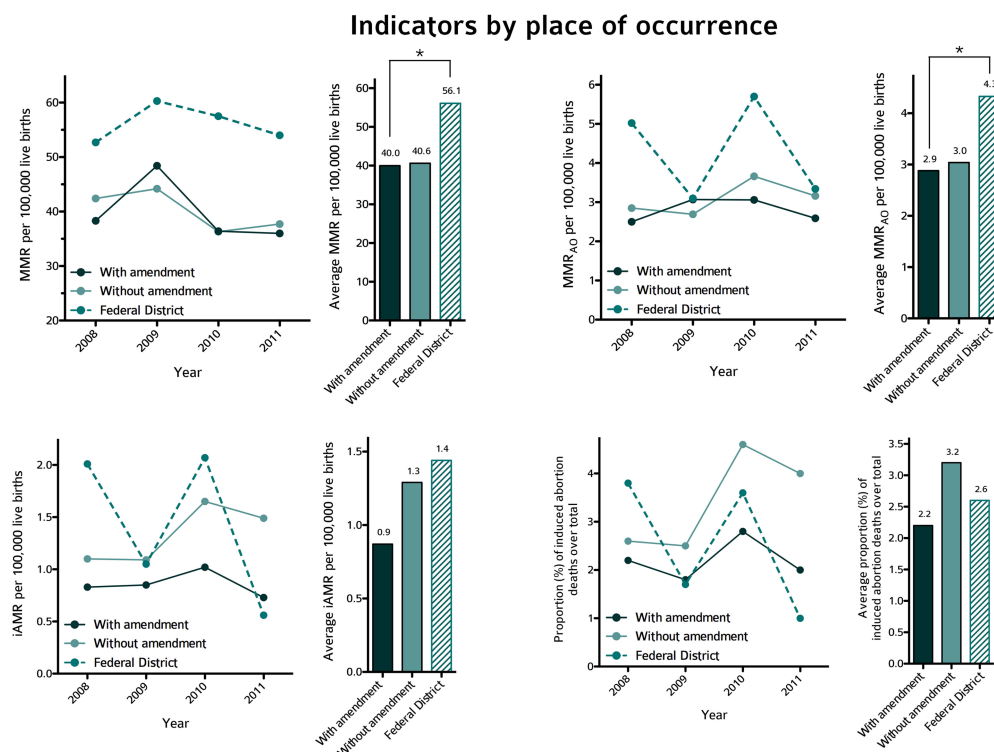 Indicators by place of occurrence
MMR per 100,000 live births
60
50
40
30
20
With amendment
Without amendment
Federal District
2008
2009
2010
2011
Year
Average MMR per 100,000 live births
60
50
40
30
20
10
0
*
40.0
40.6
56.1
With amendment
Without amendment
Federal District
MMRAO per 100,000 live births
6
5
4
3
2
1
0
With amendment
Without amendment
Federal District
2008
2009
2010
2011
Year
Average MMRAO per 100,000 live births
4
3
2
1
0
*
2.9
3.0
4.3
With amendment
Without amendment
Federal District
iAMR per 100,000 live births
2.0
1.5
1.0
0.5
0.0
With amendment
Without amendment
Federal District
2008
2009
2010
2011
Year
Average iAMR per 100,000 live births
1.5
1.0
0.5
0.0
0.9
1.3
1.4
With amendment
Without amendment
Federal District
Proportion (%) of induced abortion
deaths over total
4
3
2
1
0
With amendment
Without amendment
Federal District
2008
2009
2010
2011
Year
Average proportion (%) of
induced abortion deaths over total
3.5
3.0
2.5
2.0
1.5
1.0
0.5
0.0
2.2
3.2
2.6
With amendment
Without amendment
Federal District